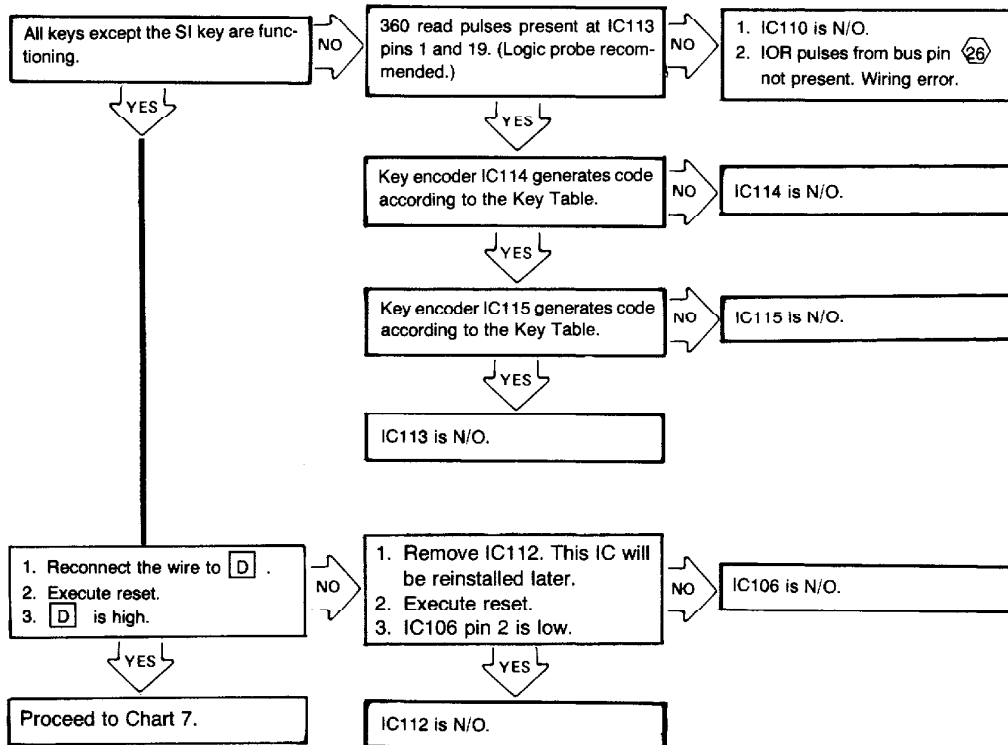 All keys except the SI key are func-
tioning.
NO
360 read pulses present at IC113
pins 1 and 19. (Logic probe recom-
mended.)
NO
1. IC110 is N/O.
2. IOR pulses from bus pin 26
not present. Wiring error.
YES
YES
Key encoder IC114 generates code
according to the Key Table.
NO
IC114 is N/O.
YES
Key encoder IC115 generates code
according to the Key Table.
NO
IC115 is N/O.
YES
IC113 is N/O.
1. Reconnect the wire to D .
2. Execute reset.
3. D is high.
NO
1. Remove IC112. This IC will
be reinstalled later.
2. Execute reset.
3. IC106 pin 2 is low.
NO
IC106 is N/O.
YES
YES
Proceed to Chart 7.
IC112 is N/O.